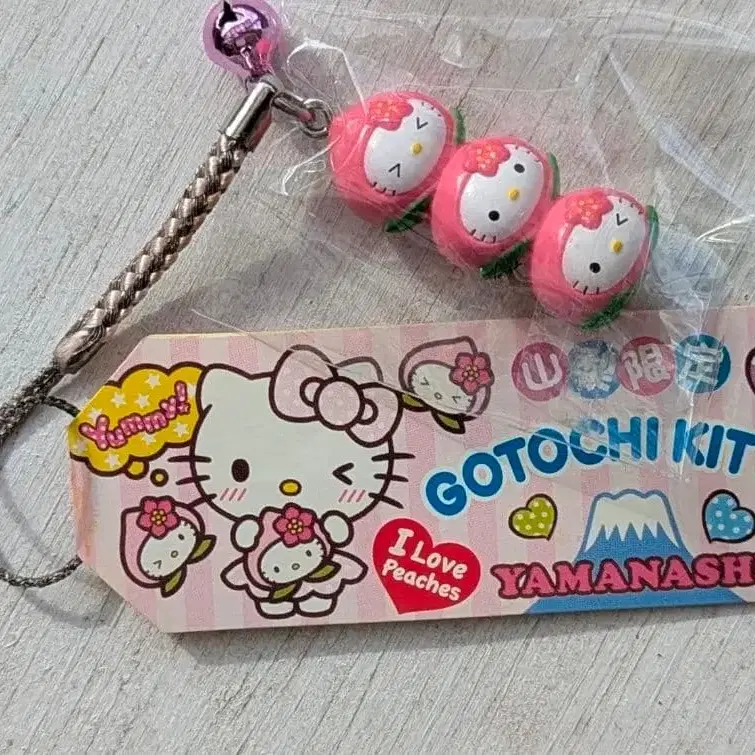 山梨限定
Yummy!
GOTOCHI KIT
I Love
Peaches
YAMANASH